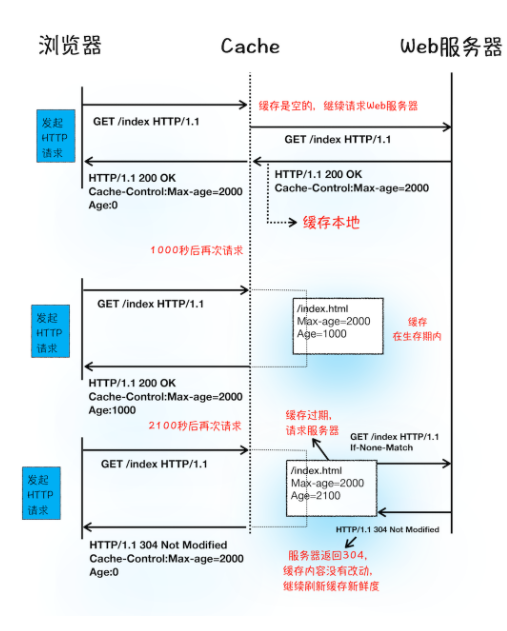 浏览器
Cache
Web服务器
发起
HTTP
请求
GET /index HTTP/1.1
缓存是空的，继续请求Web服务器
GET /index HTTP/1.1
HTTP/1.1 200 OK
Cache-Control:Max-age=2000
Age:0
HTTP/1.1 200 OK
Cache-Control:Max-age=2000
缓存本地
1000秒后再次请求
发起
HTTP
请求
GET /index HTTP/1.1
/index.html
Max-age=2000
Age=1000
缓存
在生存期内
HTTP/1.1 200 OK
Cache-Control:Max-age=2000
Age:1000
2100秒后再次请求
缓存过期，
请求服务器
GET /index HTTP/1.1
If-None-Match
发起
HTTP
请求
GET /index HTTP/1.1
/index.html
Max-age=2000
Age=2100
HTTP/1.1 304 Not Modified
HTTP/1.1 304 Not Modified
Cache-Control:Max-age=2000
Age:0
服务器返回304，
缓存内容没有改动，
继续刷新缓存新鲜度